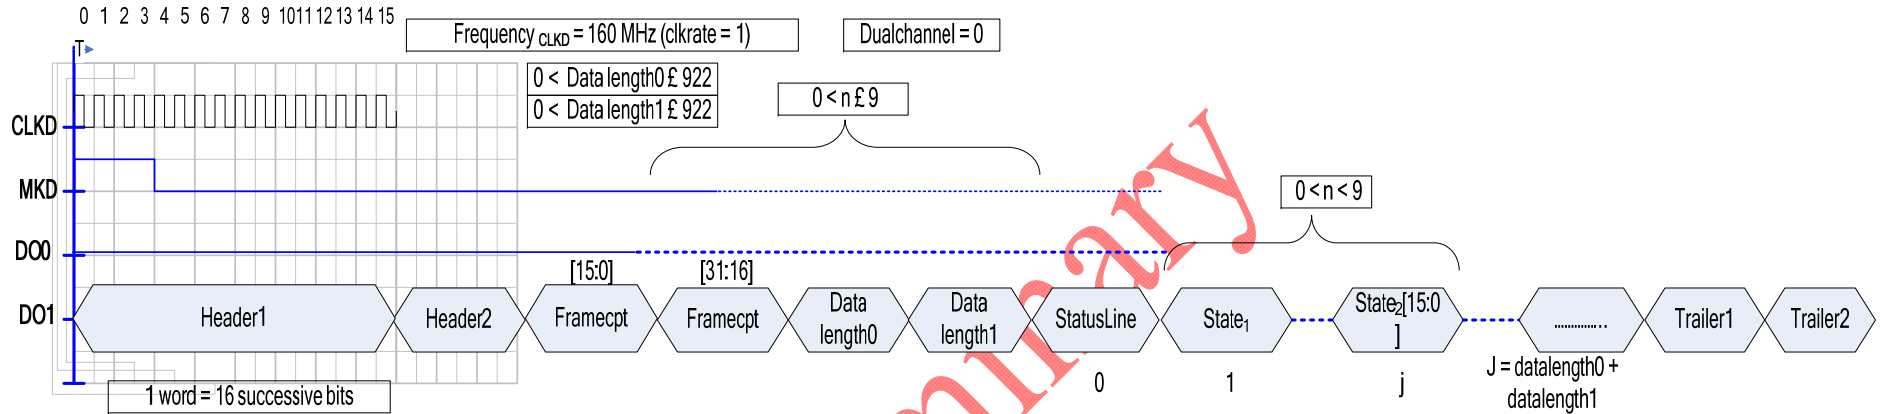 0 1 2 3 4 5 6 7 8 9 10 11 12 13 14 15
T
Frequency CLKD = 160 MHz (clkrate = 1)
Dualchannel = 0
0 < Data length0 £ 922
0 < Data length1 £ 922
0 < n £ 9
CLKD
MKD
0 < n < 9
DO0
[15:0]
[31:16]
DO1
Header1
Header2
Framecpt
Framecpt
Data
length0
Data
length1
StatusLine
State1
State2[15:0
]
..............
Trailer1
Trailer2
0
1
j
J = datalength0 +
datalength1
1 word = 16 successive bits
inary